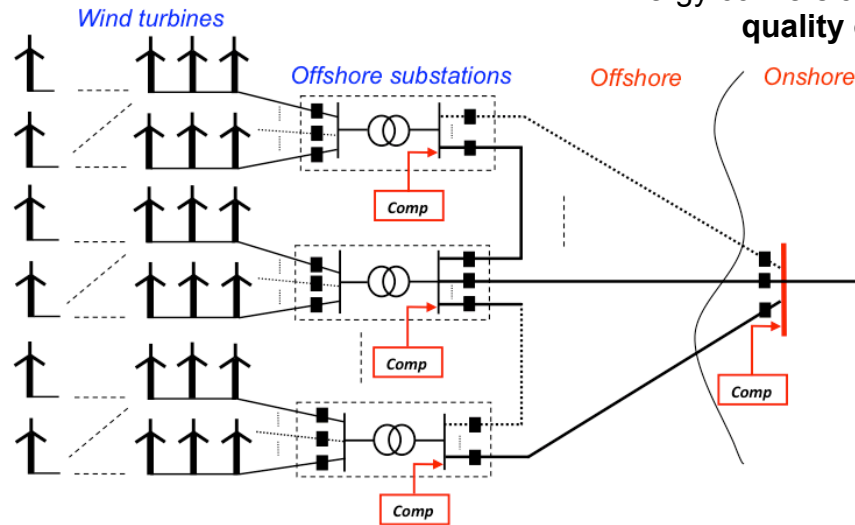 Wind turbines
quality
Offshore substations
Offshore
Onshore
Comp
Comp
Comp
Comp